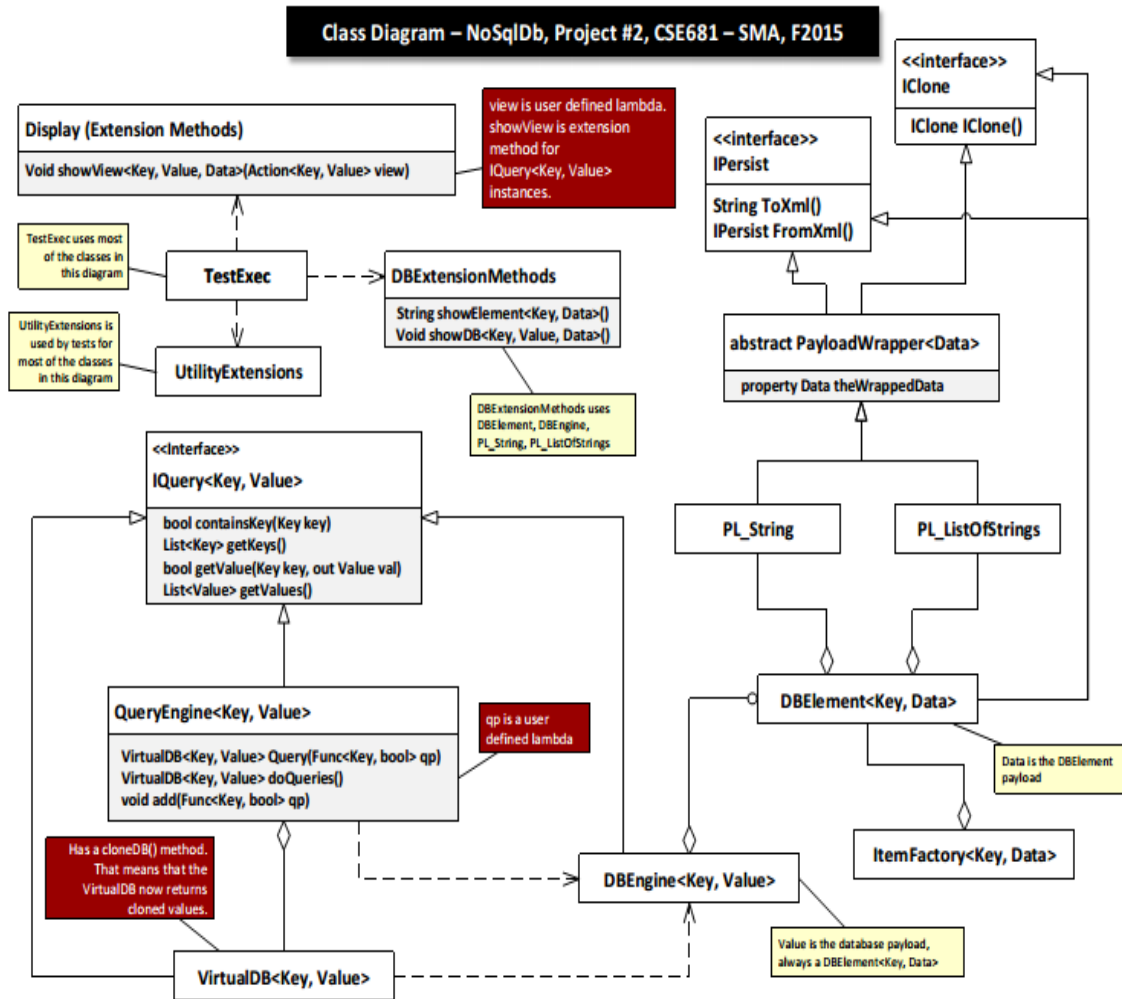 Class Diagram – NoSqlDb, Project #2, CSE681 – SMA, F2015
<<interface>>
IClone
IClone IClone()
view is user defined lambda.
showView is extension
method for
IQuery<Key, Value>
instances.
Display (Extension Methods)
Void showView<Key, Value, Data>(Action<Key, Value> view)
<<interface>>
IPersist
String ToXml()
IPersist FromXml()
TestExec uses most
of the classes in
this diagram
TestExec
DBExtensionMethods
String showElement<Key, Data>()
Void showDB<Key, Value, Data>()
UtilityExtensions is
used by tests for
most of the classes
in this diagram
UtilityExtensions
abstract PayloadWrapper<Data>
property Data theWrappedData
DBExtensionMethods uses
DBElement, DBEngine,
PL_String, PL_ListOfStrings
<<Interface>>
IQuery<Key, Value>
bool containsKey(Key key)
List<Key> getKeys()
bool getValue(Key key, out Value val)
List<Value> getValues()
PL_String
PL_ListOfStrings
QueryEngine<Key, Value>
VirtualDB<Key, Value> Query(Func<Key, bool> qp)
VirtualDB<Key, Value> doQueries()
void add(Func<Key, bool> qp)
qp is a user
defined lambda
DBElement<Key, Data>
Data is the DBElement
payload
ItemFactory<Key, Data>
Has a cloneDB() method.
That means that the
VirtualDB now returns
cloned values.
DBEngine<Key, Value>
Value is the database payload,
always a DBElement<Key, Data>
VirtualDB<Key, Value>